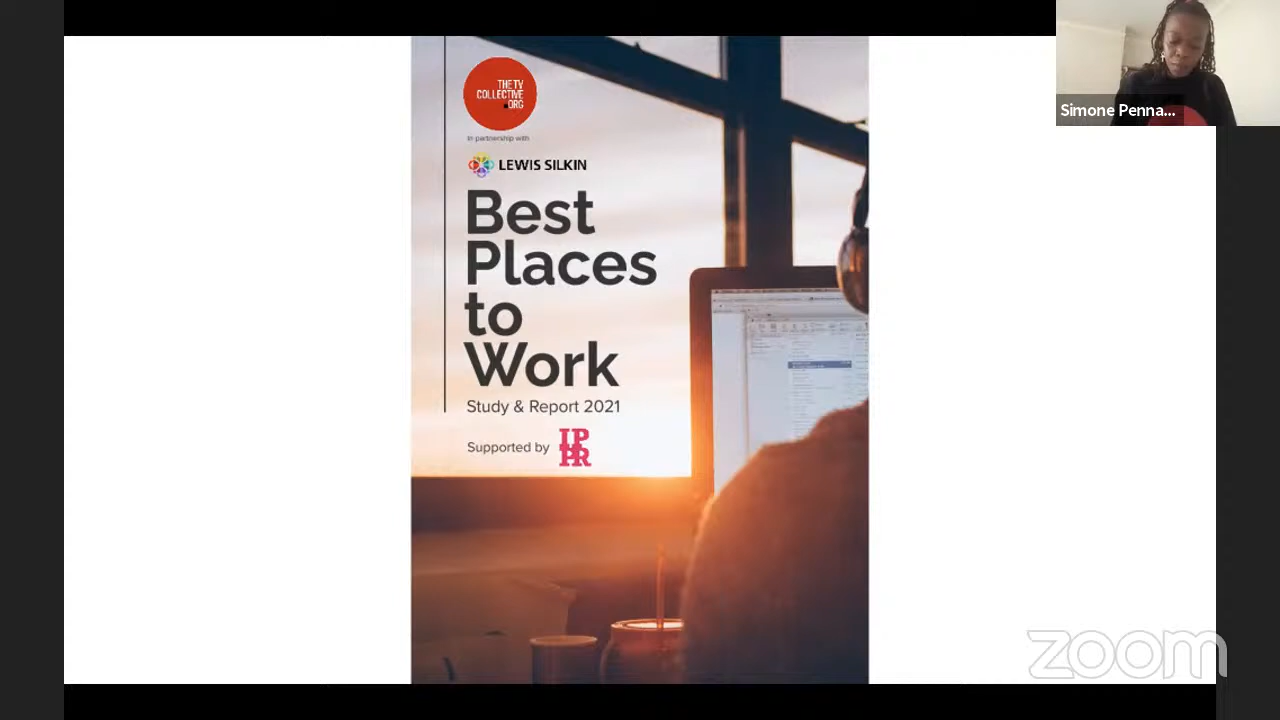 THE TV
COLLECTIVE
.ORG
In partnership with
LEWIS SILKIN
Best
Places
to
Work
Study & Report 2021
Supported by
Simone Penna...
zoom